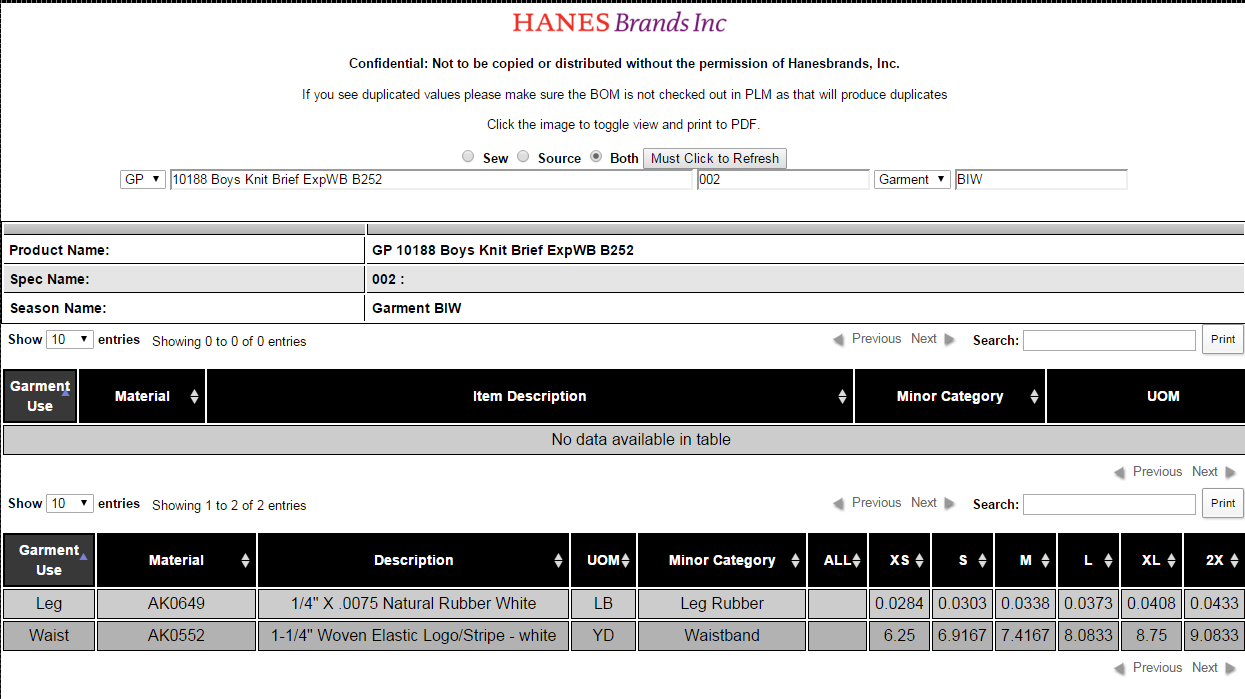 HANES Brands Inc
Confidential: Not to be copied or distributed without the permission of Hanesbrands, Inc.
If you see duplicated values please make sure the BOM is not checked out in PLM as that will produce duplicates
Click the image to toggle view and print to PDF.
Sew Source Both Must Click to Refresh
GP 10188 Boys Knit Brief ExpWB B252 002 Garment BIW
Product Name: GP 10188 Boys Knit Brief ExpWB B252
Spec Name: 002 :
Season Name: Garment BIW
Show 10 entries Showing 0 to 0 of 0 entries Previous Next Search: Print
Garment Use Material Item Description Minor Category UOM
No data available in table
Previous Next
Show 10 entries Showing 1 to 2 of 2 entries Previous Next Search: Print
Garment Use Material Description UOM Minor Category ALL XS S M L XL 2X
Leg AK0649 1/4" X .0075 Natural Rubber White LB Leg Rubber 0.0284 0.0303 0.0338 0.0373 0.0408 0.0433
Waist AK0552 1-1/4" Woven Elastic Logo/Stripe - white YD Waistband 6.25 6.9167 7.4167 8.0833 8.75 9.0833
Previous Next